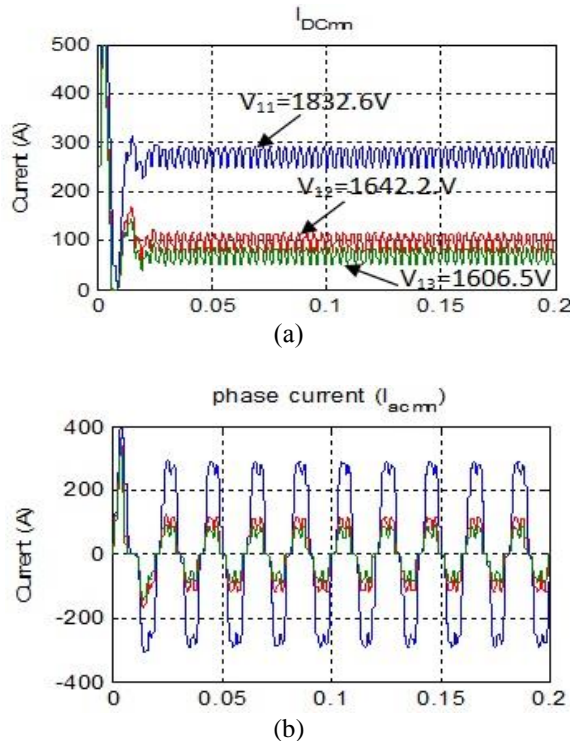 I_DCmn
500
400
300
200
100
0
Current (A)
V₁₁=1832.6V
V₁₂=1642.2.V
V₁₃=1606.5V
0 0.05 0.1 0.15 0.2
(a)
phase current (I_acmn)
400
200
0
-200
-400
Current (A)
0 0.05 0.1 0.15 0.2
(b)